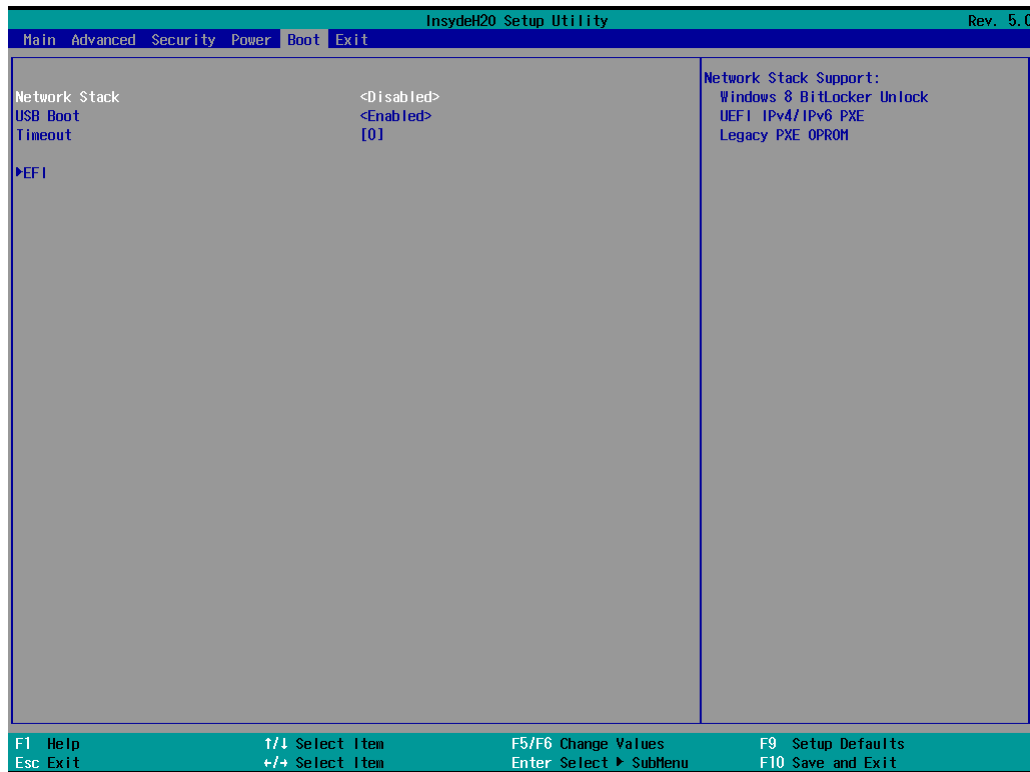 InsydeH20 Setup Utility Rev. 5.0
Main Advanced Security Power Boot Exit
Network Stack <Disabled>
USB Boot <Enabled>
Timeout [0]
▶EFI
Network Stack Support:
Windows 8 BitLocker Unlock
UEFI IPv4/IPv6 PXE
Legacy PXE OPROM
F1 Help ↑/↓ Select Item F5/F6 Change Values F9 Setup Defaults
Esc Exit ←/→ Select Item Enter Select ▶ SubMenu F10 Save and Exit